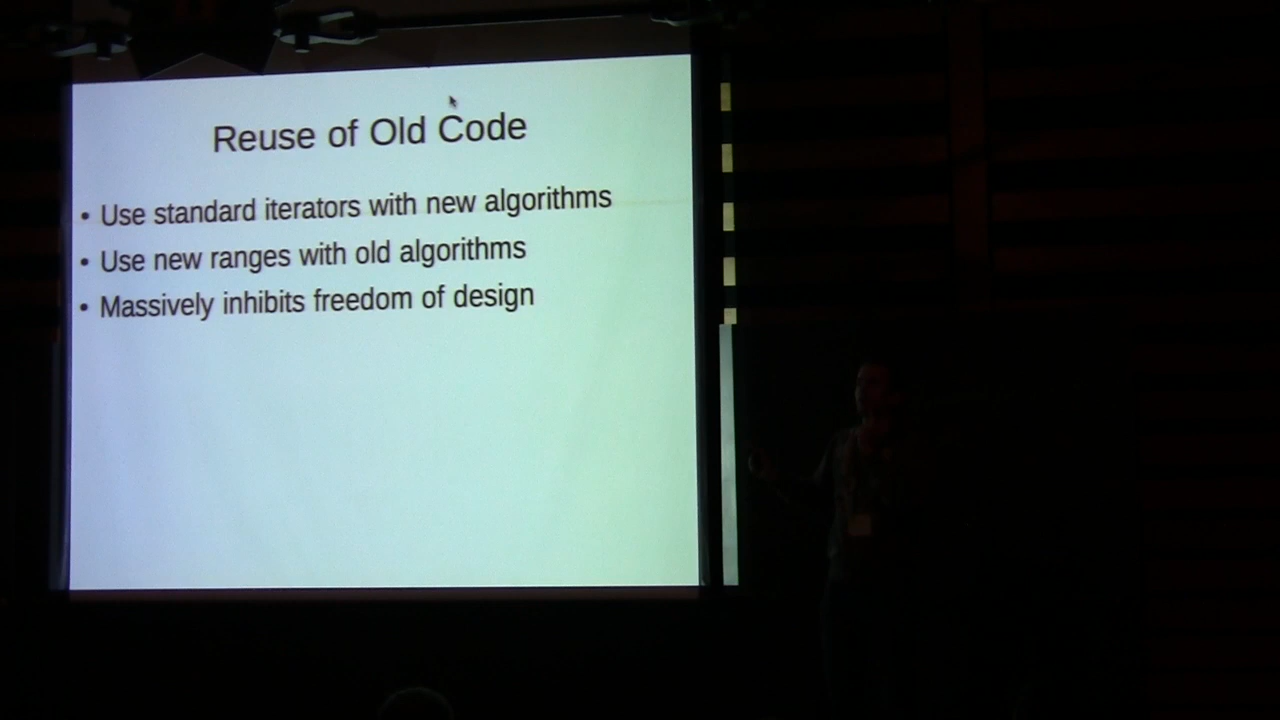 Reuse of Old Code
• Use standard iterators with new algorithms
• Use new ranges with old algorithms
• Massively inhibits freedom of design